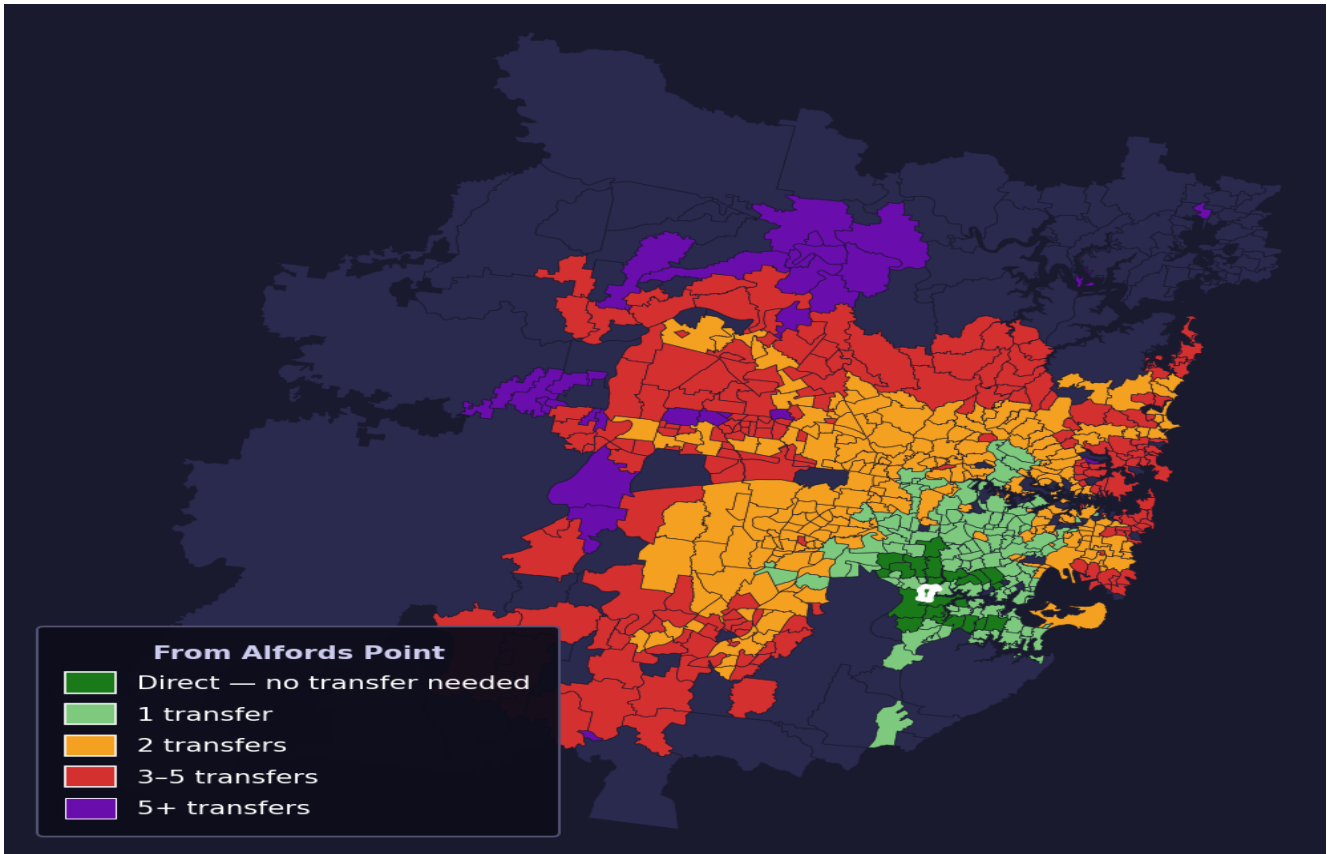 From Alfords Point
Direct — no transfer needed
1 transfer
2 transfers
3–5 transfers
5+ transfers